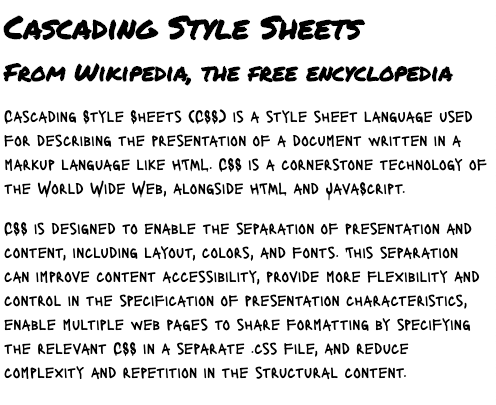 Cascading Style Sheets
From Wikipedia, the free encyclopedia
Cascading Style Sheets (CSS) is a style sheet language used
for describing the presentation of a document written in a
markup language like HTML. CSS is a cornerstone technology of
the World Wide Web, alongside HTML and JavaScript.
CSS is designed to enable the separation of presentation and
content, including layout, colors, and fonts. This separation
can improve content accessibility, provide more flexibility and
control in the specification of presentation characteristics,
enable multiple web pages to share formatting by specifying
the relevant CSS in a separate .css file, and reduce
complexity and repetition in the structural content.